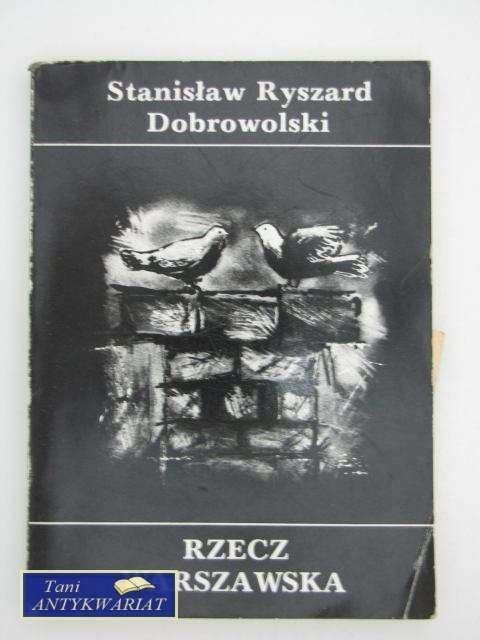 Stanisław Ryszard
Dobrowolski
RZECZ
RSZAWSKA
Tani
ANTYKWARIAT